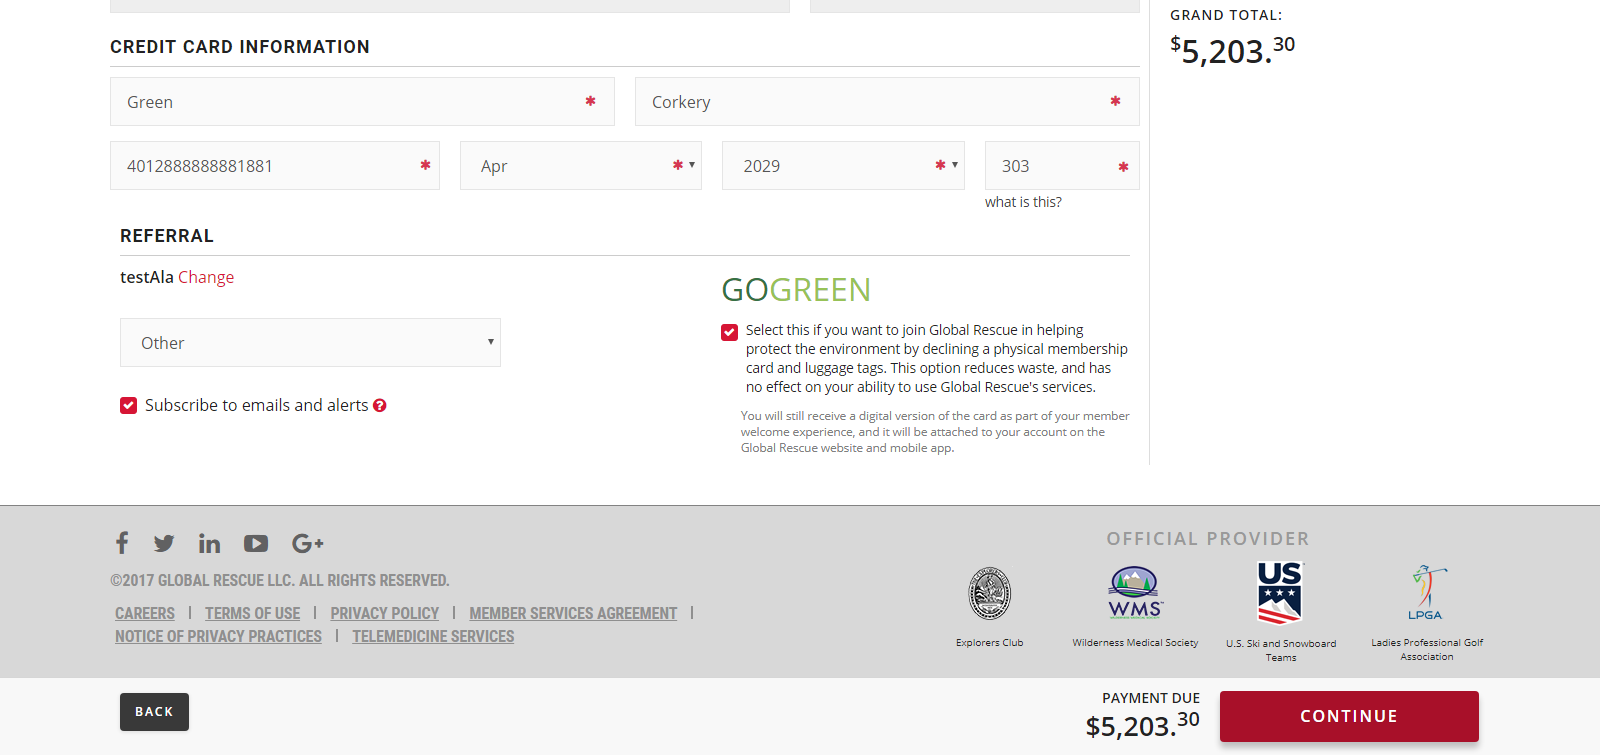 GRAND TOTAL:
$5,203.30
CREDIT CARD INFORMATION
Green *
Corkery *
4012888888881881 *
Apr *
2029 *
303 *
what is this?
REFERRAL
testAla Change
Other
Subscribe to emails and alerts ?
GOGREEN
Select this if you want to join Global Rescue in helping
protect the environment by declining a physical membership
card and luggage tags. This option reduces waste, and has
no effect on your ability to use Global Rescue's services.
You will still receive a digital version of the card as part of your member
welcome experience, and it will be attached to your account on the
Global Rescue website and mobile app.
©2017 GLOBAL RESCUE LLC. ALL RIGHTS RESERVED.
CAREERS | TERMS OF USE | PRIVACY POLICY | MEMBER SERVICES AGREEMENT |
NOTICE OF PRIVACY PRACTICES | TELEMEDICINE SERVICES
OFFICIAL PROVIDER
Explorers Club
WMS
Wilderness Medical Society
US
U.S. Ski and Snowboard
Teams
LPGA
Ladies Professional Golf
Association
BACK
PAYMENT DUE
$5,203.30
CONTINUE